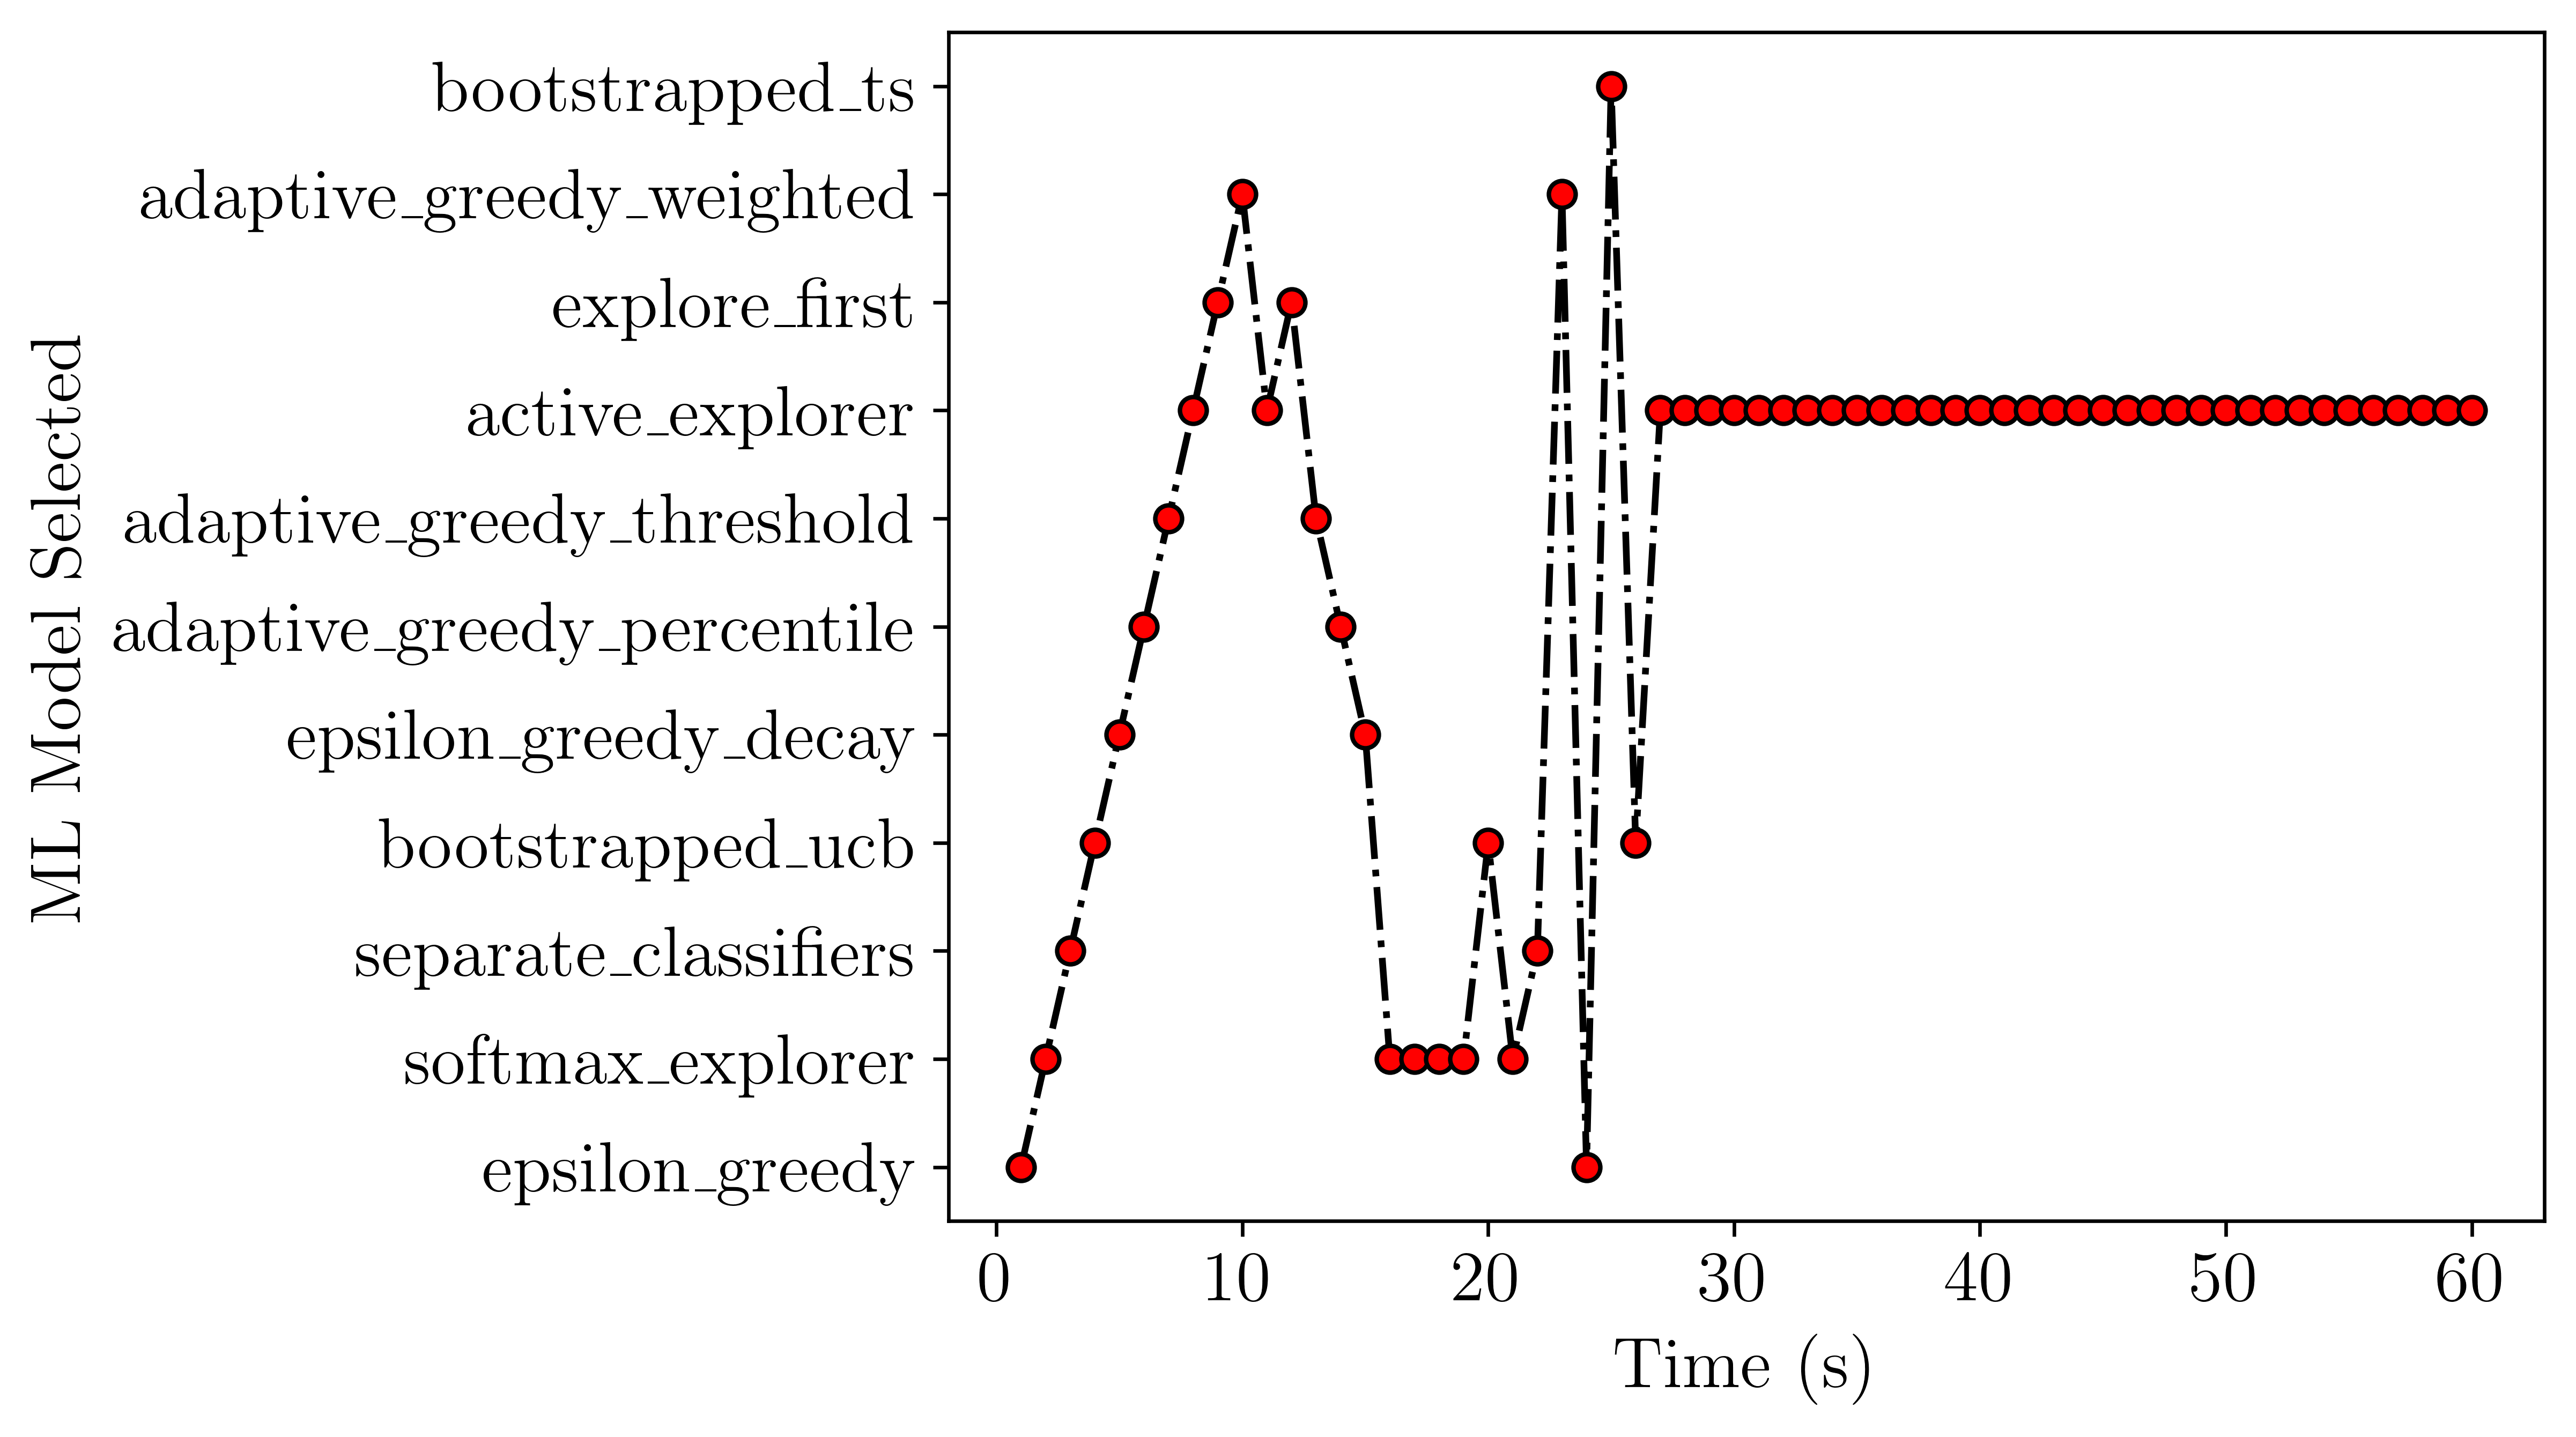 ML Model Selected
bootstrapped_ts
adaptive_greedy_weighted
explore_first
active_explorer
adaptive_greedy_threshold
adaptive_greedy_percentile
epsilon_greedy_decay
bootstrapped_ucb
separate_classifiers
softmax_explorer
epsilon_greedy
0 10 20 30 40 50 60
Time (s)